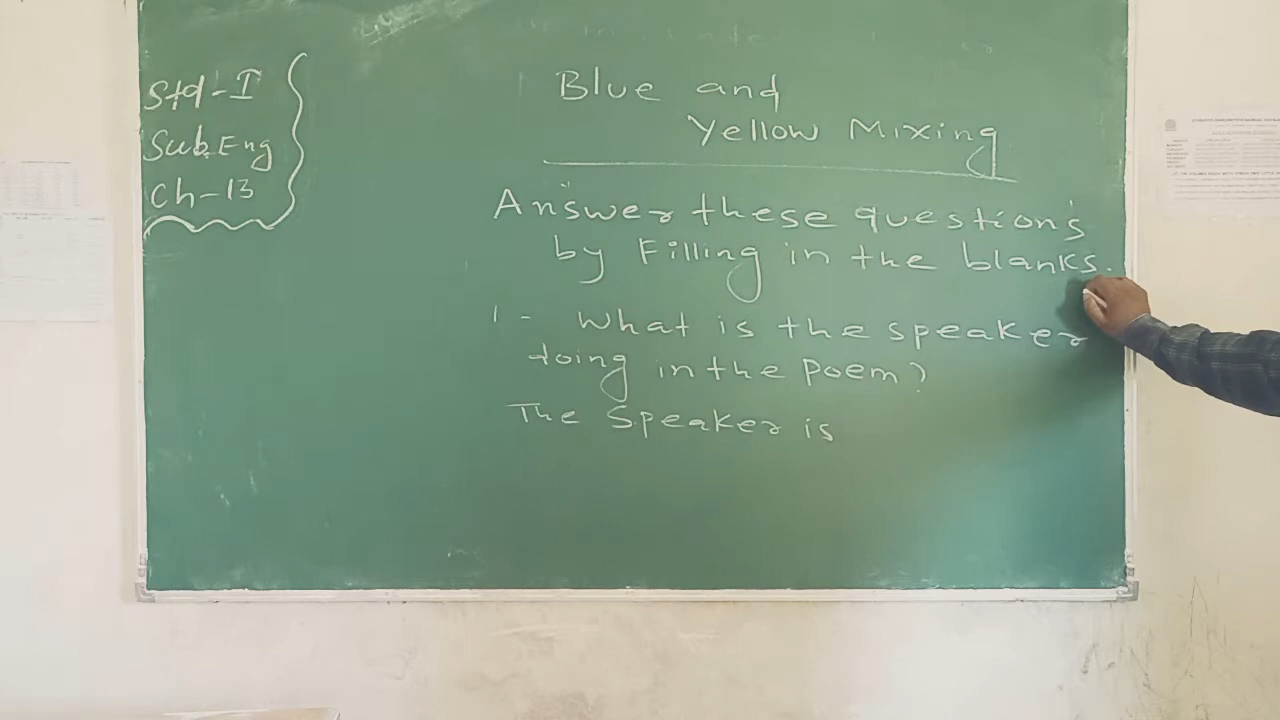 Std-I
Sub.Eng
Ch-13
Blue and
Yellow Mixing
Answer these question's
by Filling in the blanks.
1- What is the speaker
doing in the Poem?
The Speaker is